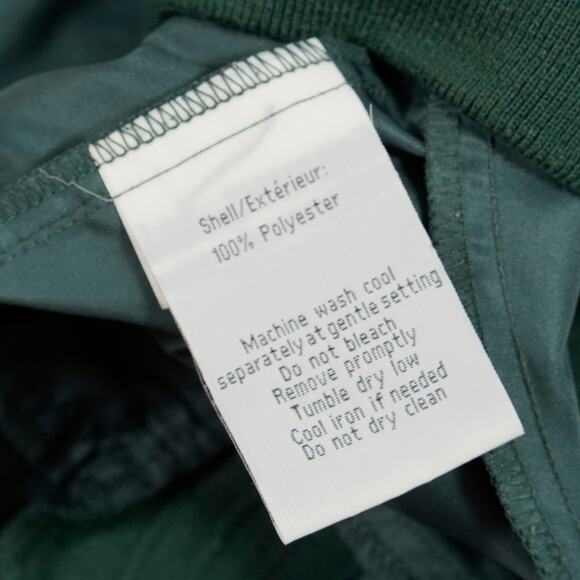 Shell/Extérieur:
100% Polyester
Machine wash cool
separately at gentle setting
Do not bleach
Remove promptly
Tumble dry low
Cool iron if needed
Do not dry clean